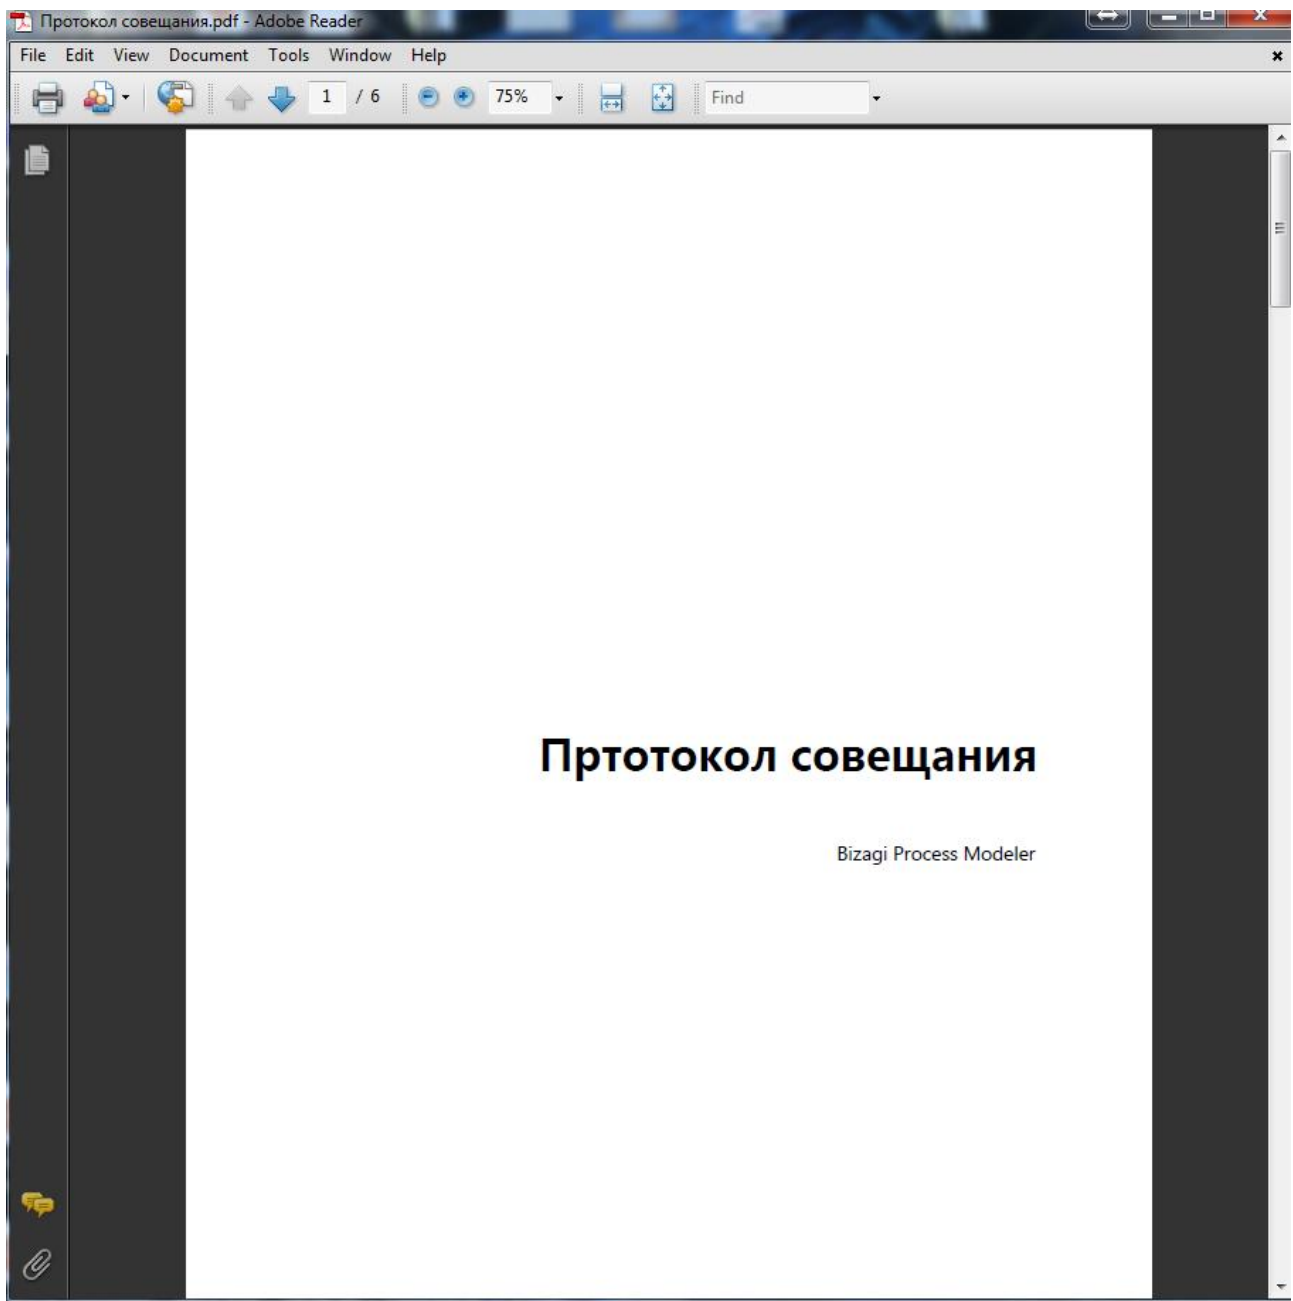 Протокол совещания.pdf - Adobe Reader
File Edit View Document Tools Window Help
1 / 6 75% Find
Пртотокол совещания
Bizagi Process Modeler